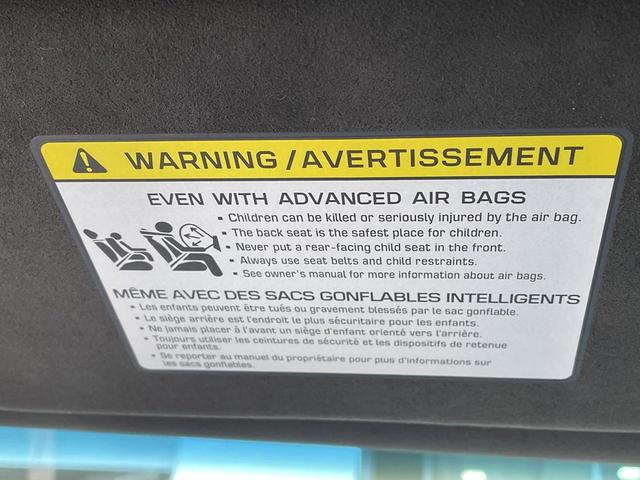 WARNING / AVERTISSEMENT
EVEN WITH ADVANCED AIR BAGS
• Children can be killed or seriously injured by the air bag.
• The back seat is the safest place for children.
• Never put a rear-facing child seat in the front.
• Always use seat belts and child restraints.
• See owner's manual for more information about air bags.
MÊME AVEC DES SACS GONFLABLES INTELLIGENTS
• Les enfants peuvent être tués ou gravement blessés par le sac gonflable.
• Le siège arrière est l'endroit le plus sécuritaire pour les enfants.
• Ne jamais placer à l'avant un siège d'enfant orienté vers l'arrière.
• Toujours utiliser les ceintures de sécurité et les dispositifs de retenue
pour enfants.
• Se reporter au manuel du propriétaire pour plus d'informations sur
les sacs gonflables.